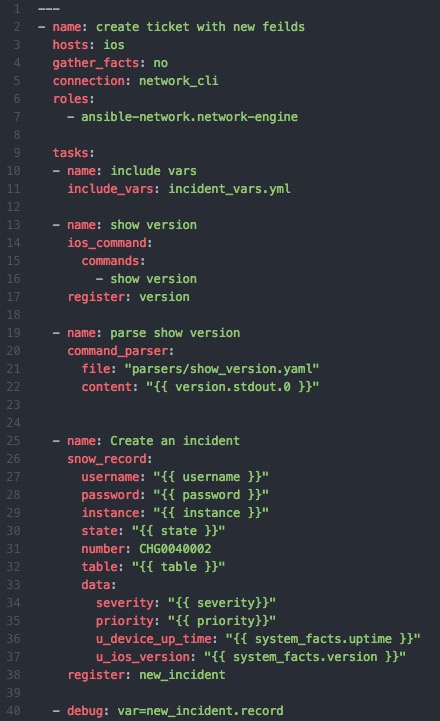 1 ---
2 - name: create ticket with new feilds
3   hosts: ios
4   gather_facts: no
5   connection: network_cli
6   roles:
7     - ansible-network.network-engine
8
9   tasks:
10   - name: include vars
11     include_vars: incident_vars.yml
12
13   - name: show version
14     ios_command:
15       commands:
16         - show version
17     register: version
18
19   - name: parse show version
20     command_parser:
21       file: "parsers/show_version.yaml"
22       content: "{{ version.stdout.0 }}"
23
24
25   - name: Create an incident
26     snow_record:
27       username: "{{ username }}"
28       password: "{{ password }}"
29       instance: "{{ instance }}"
30       state: "{{ state }}"
31       number: CHG0040002
32       table: "{{ table }}"
33       data:
34         severity: "{{ severity}}"
35         priority: "{{ priority}}"
36         u_device_up_time: "{{ system_facts.uptime }}"
37         u_ios_version: "{{ system_facts.version }}"
38     register: new_incident
39
40   - debug: var=new_incident.record